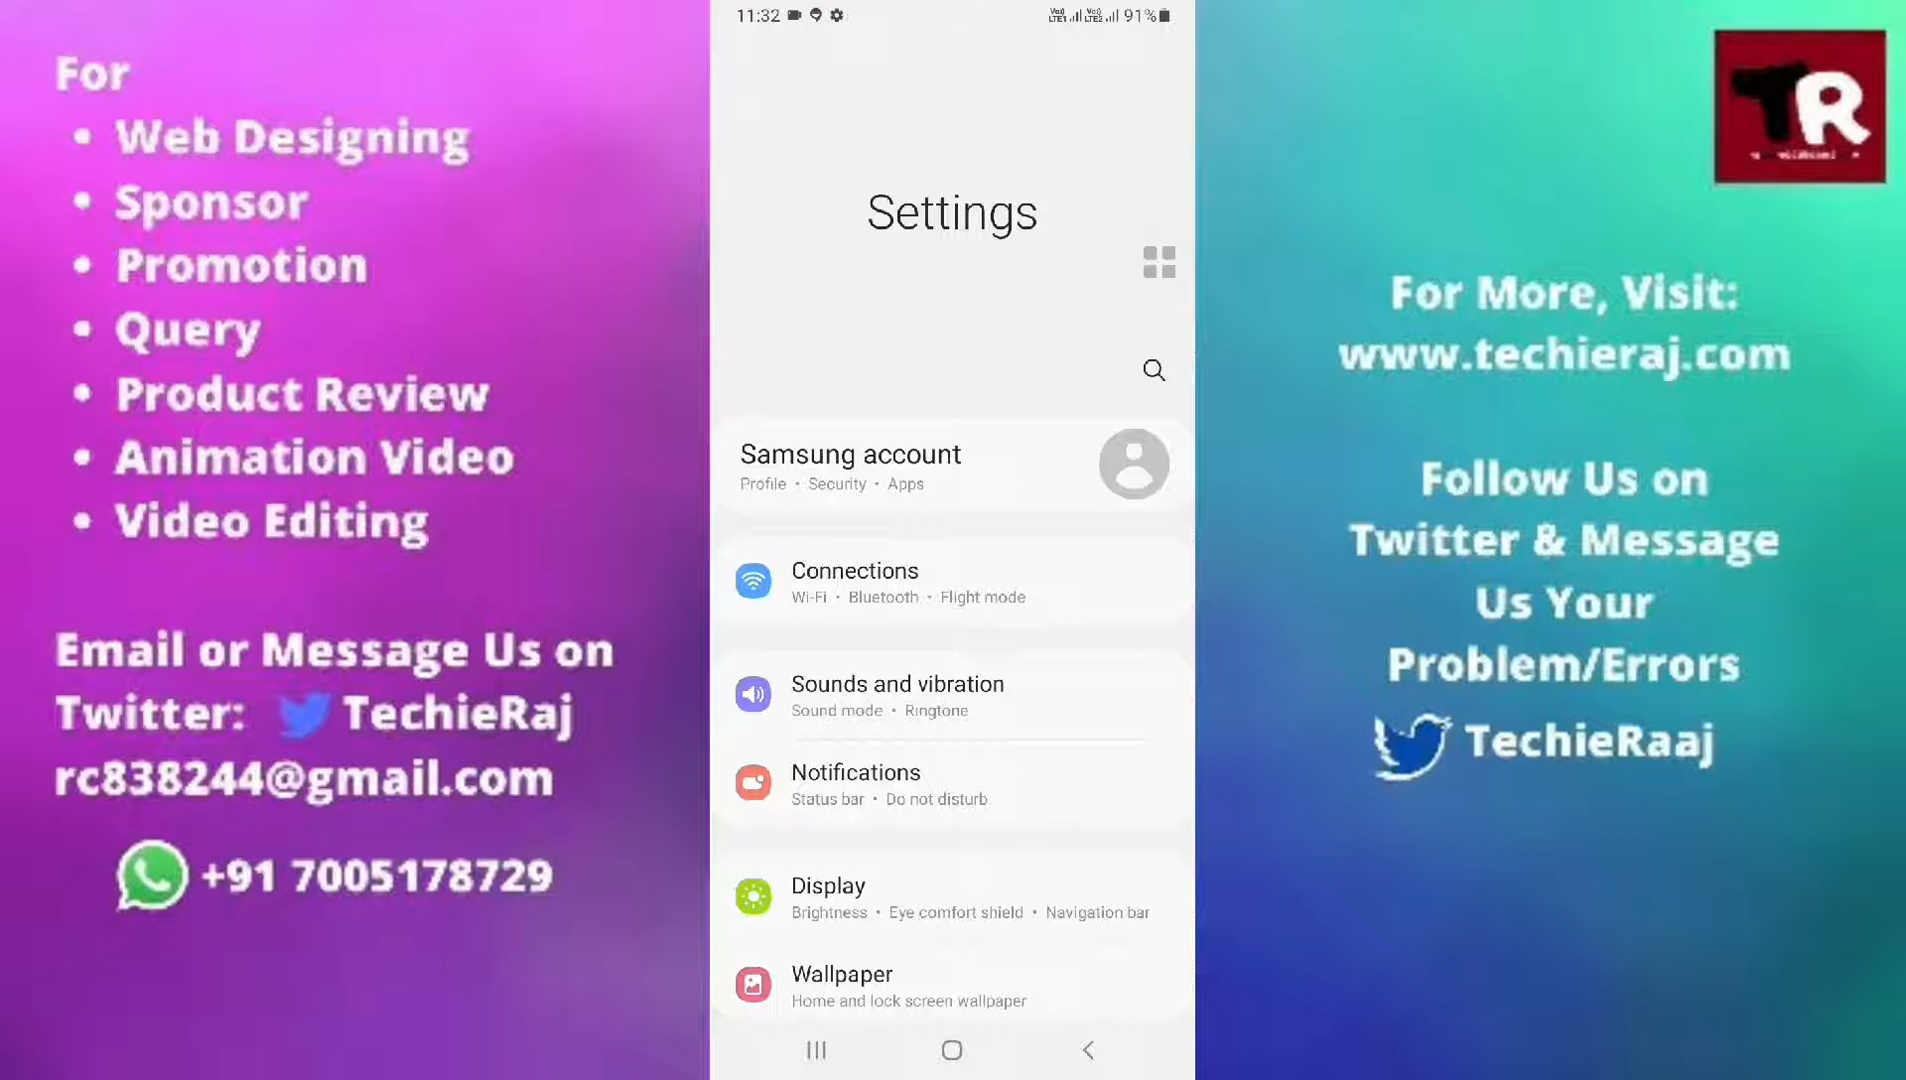 For
• Web Designing
• Sponsor
• Promotion
• Query
• Product Review
• Animation Video
• Video Editing
Email or Message Us on
Twitter: TechieRaj
rc838244@gmail.com
+91 7005178729
11:32
Vo)) LTE1 Vo)) LTE2 91%
Settings
Samsung account
Profile • Security • Apps
Connections
Wi-Fi • Bluetooth • Flight mode
Sounds and vibration
Sound mode • Ringtone
Notifications
Status bar • Do not disturb
Display
Brightness • Eye comfort shield • Navigation bar
Wallpaper
Home and lock screen wallpaper
TR
For More, Visit:
www.techieraj.com
Follow Us on
Twitter & Message
Us Your
Problem/Errors
TechieRaaj